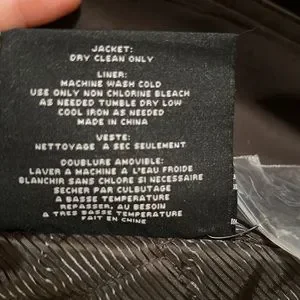 JACKET:
DRY CLEAN ONLY
LINER:
MACHINE WASH COLD
USE ONLY NON CHLORINE BLEACH
AS NEEDED TUMBLE DRY LOW
COOL IRON AS NEEDED
MADE IN CHINA
VESTE:
NETTOYAGE A SEC SEULEMENT
DOUBLURE AMOVIBLE:
LAVER A MACHINE A L'EAU FROIDE
BLANCHIR SANS CHLORE SI NÉCESSAIRE
SECHER PAR CULBUTAGE
A BASSE TEMPERATURE
REPASSER, AU BESOIN
A TRES BASSE TEMPERATURE
FAIT EN CHINE